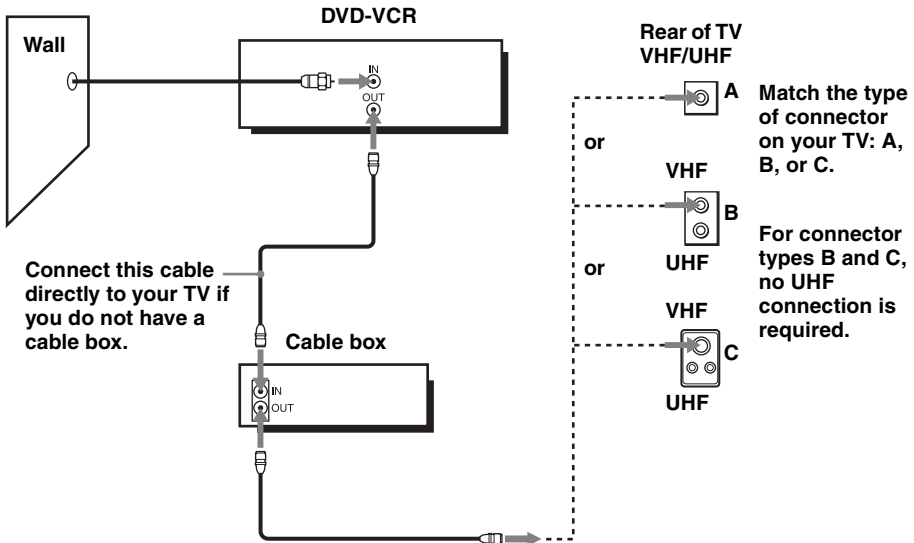 DVD-VCR
Wall
IN
OUT
Rear of TV
VHF/UHF
A
Match the type
of connector
on your TV: A,
B, or C.
or
VHF
B
UHF
For connector
types B and C,
no UHF
connection is
required.
or
VHF
C
UHF
Connect this cable
directly to your TV if
you do not have a
cable box.
Cable box
IN
OUT